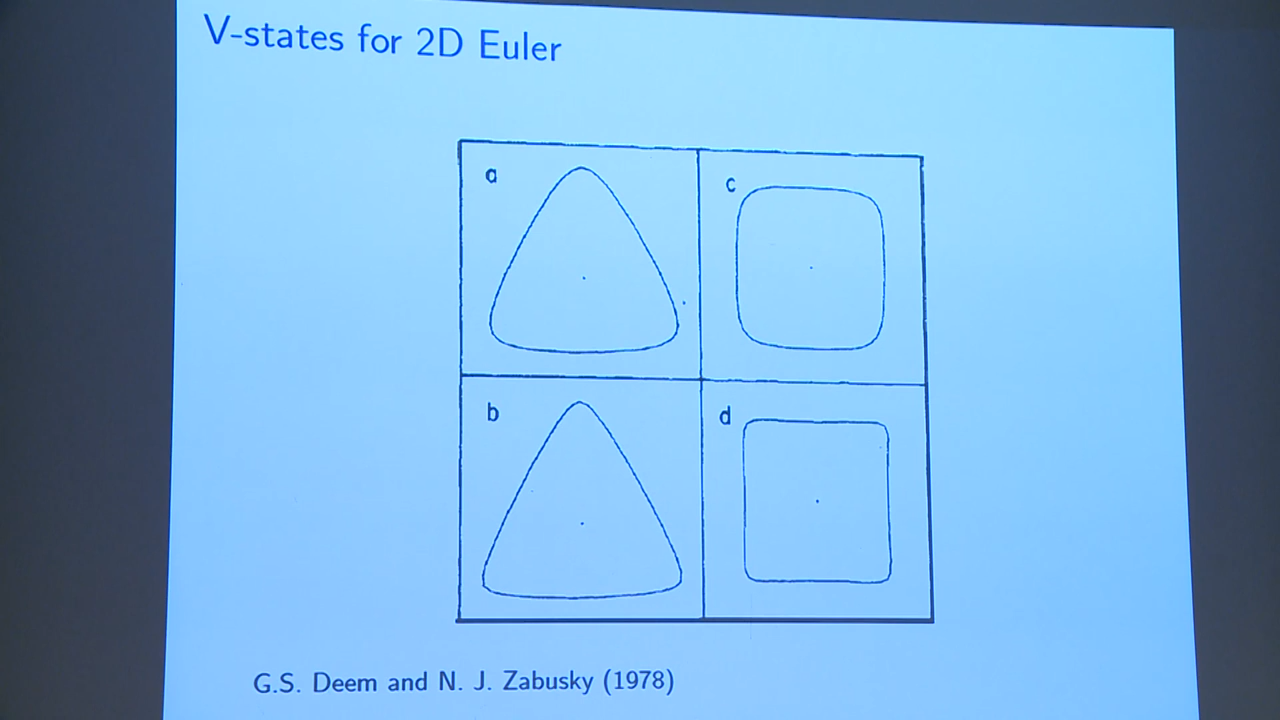 V-states for 2D Euler
a
c
b
d
G.S. Deem and N. J. Zabusky (1978)